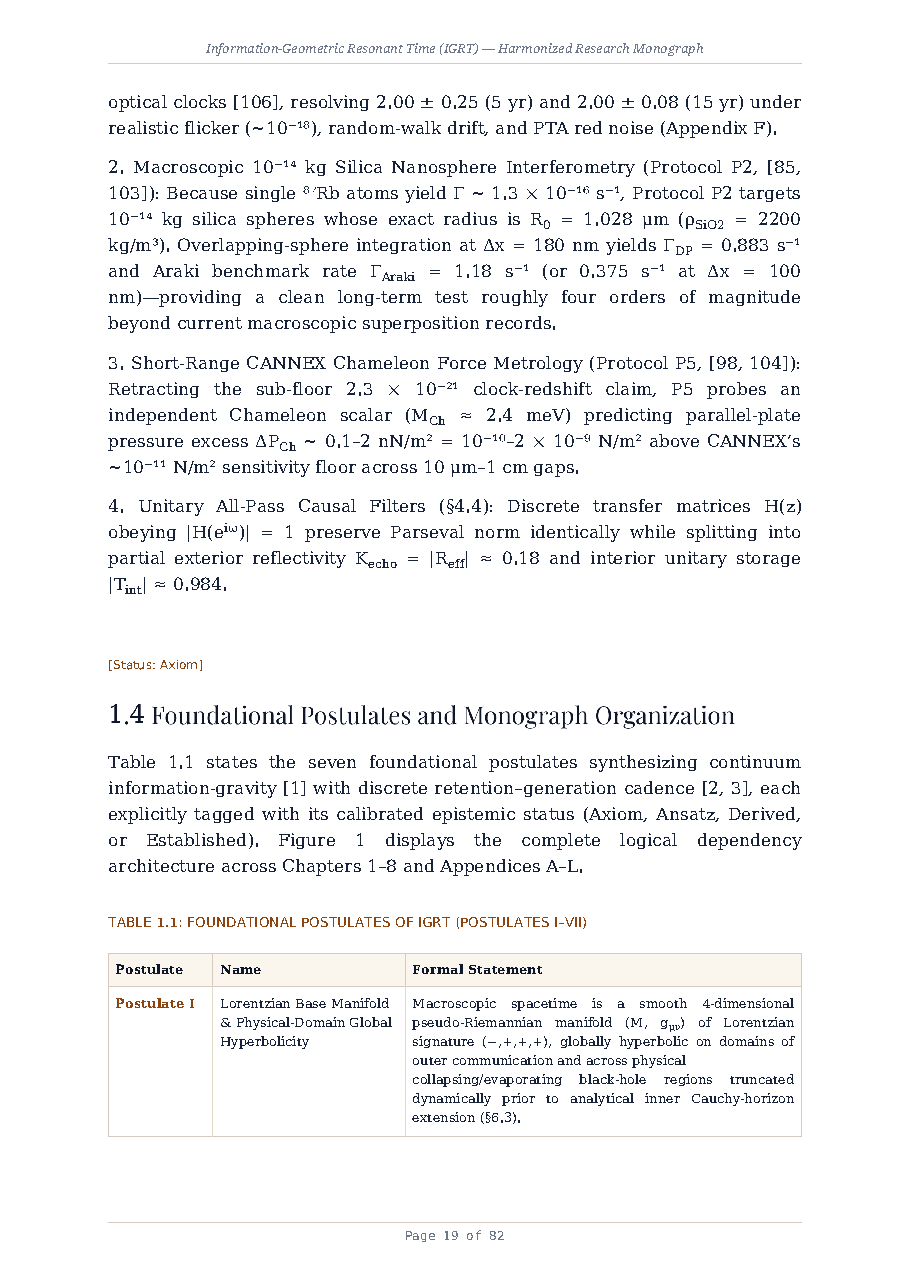 Information-Geometric Resonant Time (IGRT) — Harmonized Research Monograph
optical clocks [106], resolving 2.00 ± 0.25 (5 yr) and 2.00 ± 0.08 (15 yr) under
realistic flicker (~10⁻¹⁸), random-walk drift, and PTA red noise (Appendix F).
2. Macroscopic 10⁻¹⁴ kg Silica Nanosphere Interferometry (Protocol P2, [85,
103]): Because single ⁸⁷Rb atoms yield Γ ~ 1.3 × 10⁻¹⁶ s⁻¹, Protocol P2 targets
10⁻¹⁴ kg silica spheres whose exact radius is R₀ = 1.028 μm (ρSiO2 = 2200
kg/m³). Overlapping-sphere integration at Δx = 180 nm yields ΓDP = 0.883 s⁻¹
and Araki benchmark rate ΓAraki = 1.18 s⁻¹ (or 0.375 s⁻¹ at Δx = 100
nm)—providing a clean long-term test roughly four orders of magnitude
beyond current macroscopic superposition records.
3. Short-Range CANNEX Chameleon Force Metrology (Protocol P5, [98, 104]):
Retracting the sub-floor 2.3 × 10⁻²¹ clock-redshift claim, P5 probes an
independent Chameleon scalar (MCh ≈ 2.4 meV) predicting parallel-plate
pressure excess ΔPCh ~ 0.1–2 nN/m² = 10⁻¹⁰–2 × 10⁻⁹ N/m² above CANNEX's
~10⁻¹¹ N/m² sensitivity floor across 10 μm–1 cm gaps.
4. Unitary All-Pass Causal Filters (§4.4): Discrete transfer matrices H(z)
obeying |H(e^iω)| = 1 preserve Parseval norm identically while splitting into
partial exterior reflectivity Kecho = |Reff| ≈ 0.18 and interior unitary storage
|Tint| ≈ 0.984.
[Status: Axiom]
1.4 Foundational Postulates and Monograph Organization
Table 1.1 states the seven foundational postulates synthesizing continuum
information-gravity [1] with discrete retention–generation cadence [2, 3], each
explicitly tagged with its calibrated epistemic status (Axiom, Ansatz, Derived,
or Established). Figure 1 displays the complete logical dependency
architecture across Chapters 1–8 and Appendices A–L.
TABLE 1.1: FOUNDATIONAL POSTULATES OF IGRT (POSTULATES I–VII)
Postulate Name Formal Statement
Postulate I
Lorentzian Base Manifold
& Physical-Domain Global
Hyperbolicity
Macroscopic spacetime is a smooth 4-dimensional
pseudo-Riemannian manifold (M, gμν) of Lorentzian
signature (−,+,+,+), globally hyperbolic on domains of
outer communication and across physical
collapsing/evaporating black-hole regions truncated
dynamically prior to analytical inner Cauchy-horizon
extension (§6.3).
Page 19 of 82